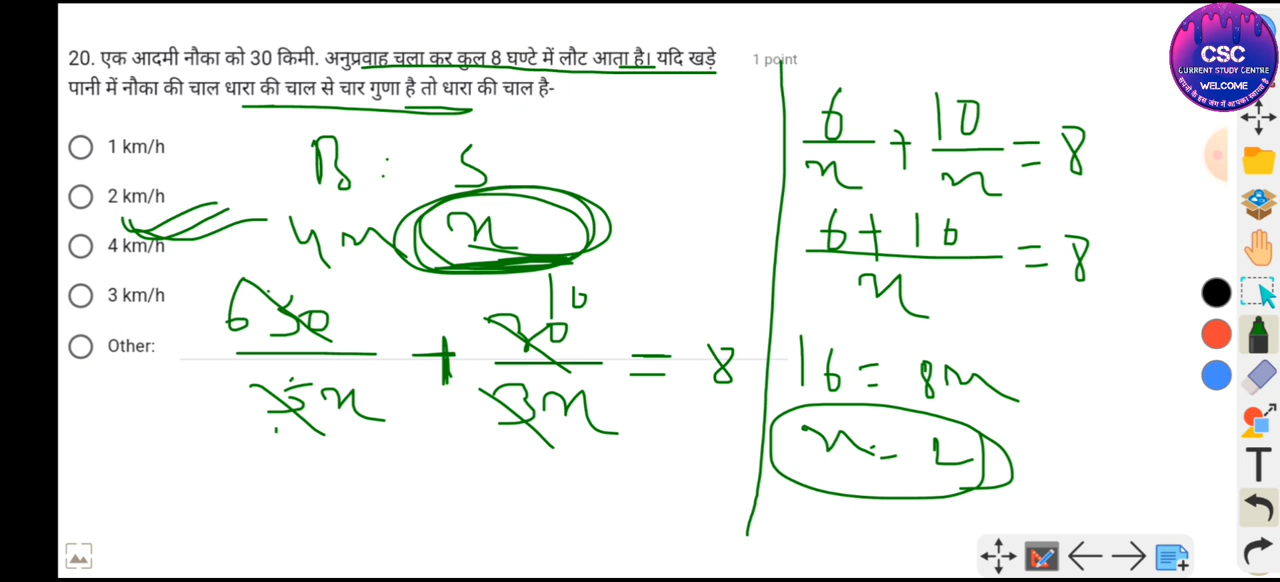 20. एक आदमी नौका को 30 किमी. अनुप्रवाह चला कर कुल 8 घण्टे में लौट आता है। यदि खड़े
पानी में नौका की चाल धारा की चाल से चार गुणा है तो धारा की चाल है-
1 point
1 km/h
2 km/h
4 km/h
3 km/h
Other:
B : S
4x x
6 30 / 5x + 30 10 / 3x = 8
6/x + 10/x = 8
6+10 / x = 8
16 = 8x
x = 2
CSC
CURRENT STUDY CENTRE
WELCOME
T